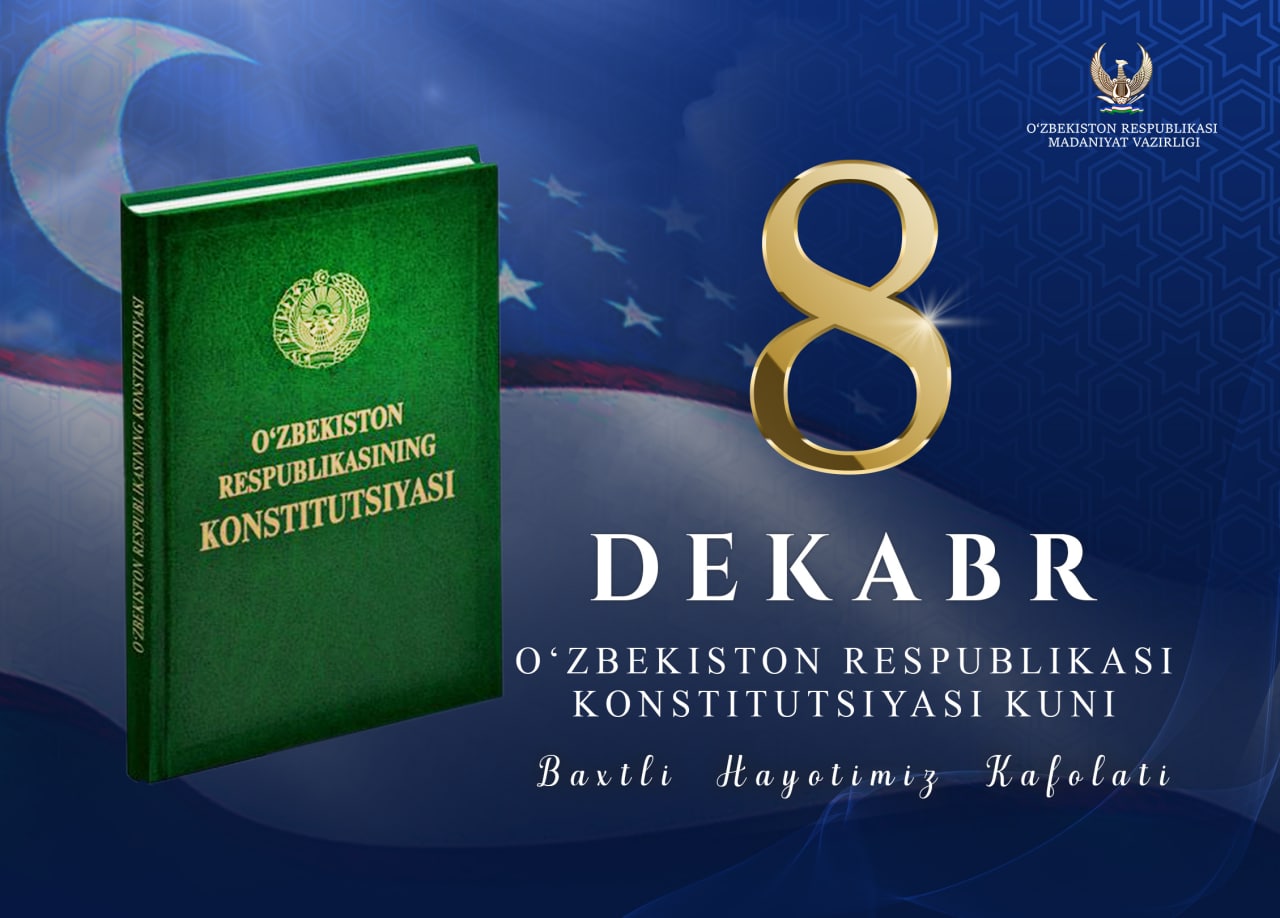 O‘ZBEKISTON RESPUBLIKASI
MADANIYAT VAZIRLIGI
O‘ZBEKISTON
RESPUBLIKASINING
KONSTITUTSIYASI
O‘ZBEKISTON RESPUBLIKASINING KONSTITUTSIYASI
8
DEKABR
O‘ZBEKISTON RESPUBLIKASI
KONSTITUTSIYASI KUNI
Baxtli Hayotimiz Kafolati